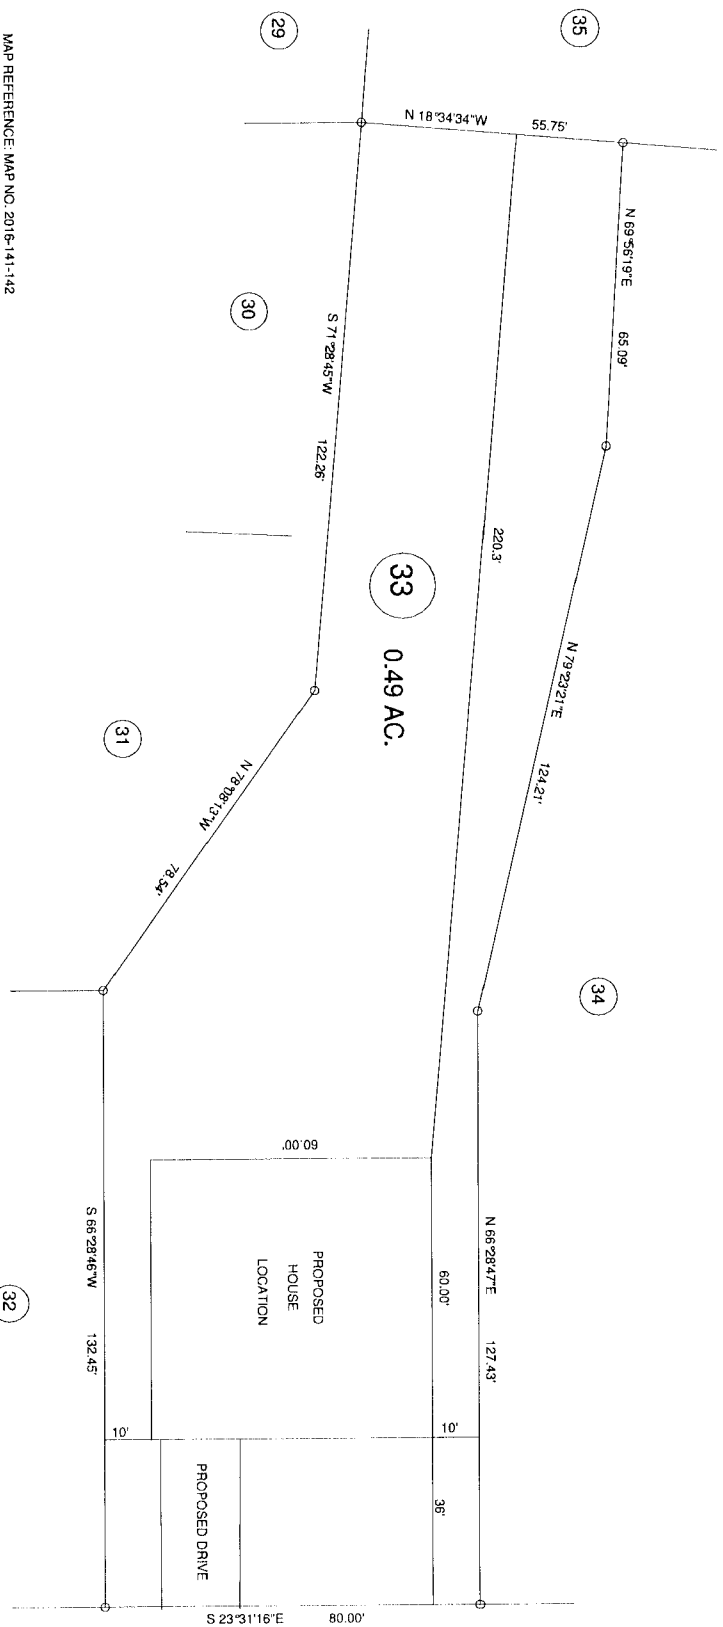 35
29
N 18°34'34"W 55.75'
N 69°56'19"E 65.09'
MAP REFERENCE: MAP NO. 2016-141-142
30
S 71°28'45"W 122.26'
220.3'
33 0.49 AC.
N 79°23'21"E 124.21'
31
N 78°08'13"W 78.54'
34
60.00'
PROPOSED
HOUSE
LOCATION
60.00'
N 66°28'47"E 127.43'
S 66°28'46"W 132.45'
32
10'
10'
36'
PROPOSED DRIVE
S 23°31'16"E 80.00'